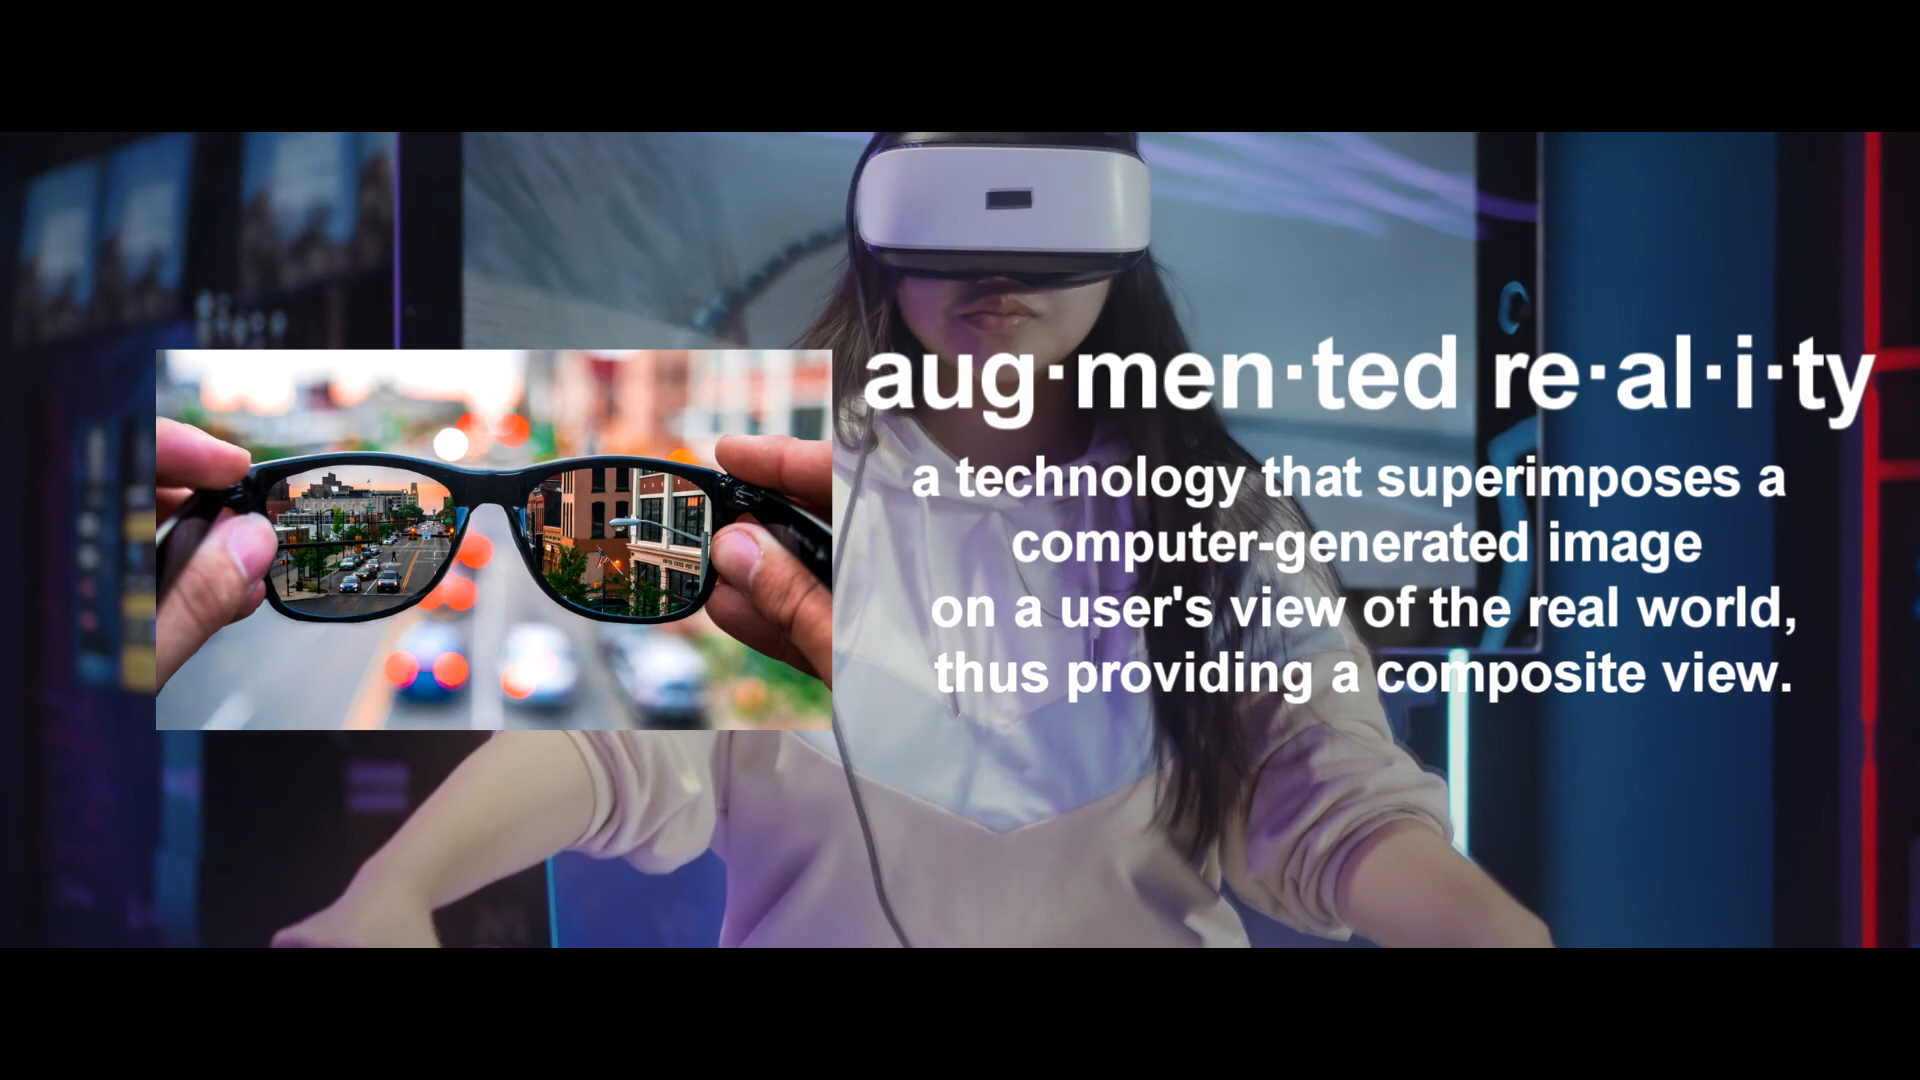 aug·men·ted re·al·i·ty
a technology that superimposes a
computer-generated image
on a user's view of the real world,
thus providing a composite view.